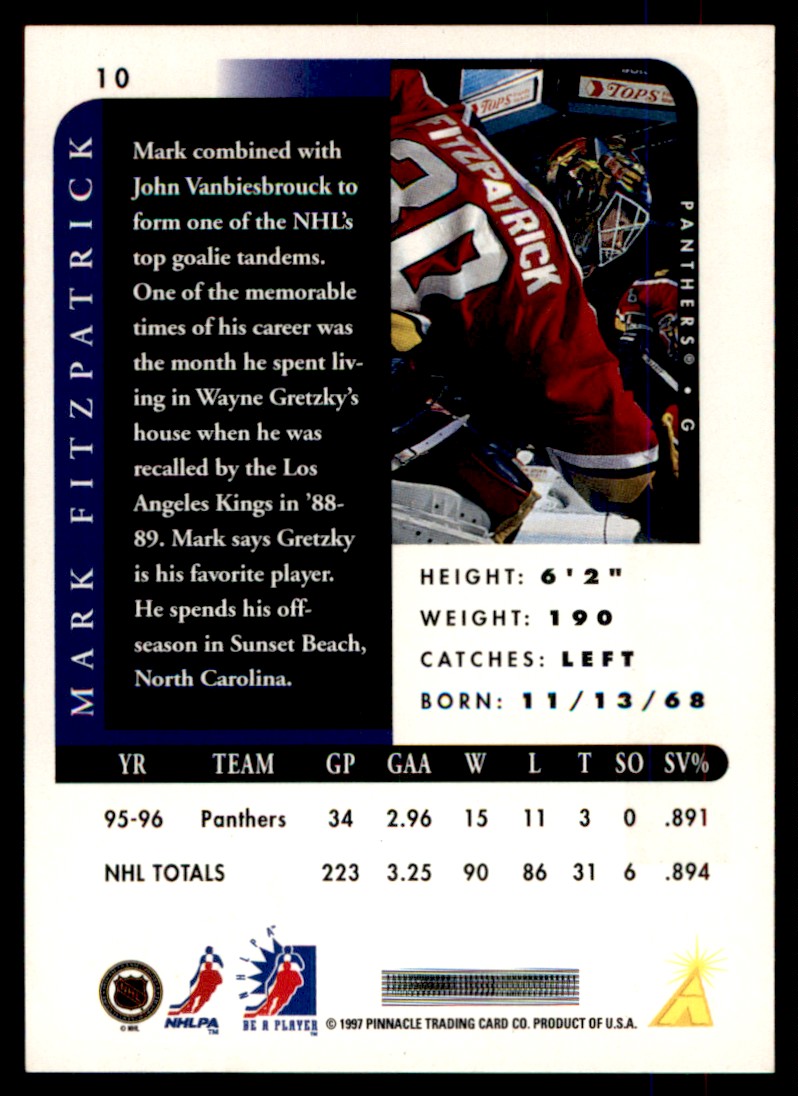 10
MARK FITZPATRICK
Mark combined with
John Vanbiesbrouck to
form one of the NHL's
top goalie tandems.
One of the memorable
times of his career was
the month he spent liv-
ing in Wayne Gretzky's
house when he was
recalled by the Los
Angeles Kings in '88-
89. Mark says Gretzky
is his favorite player.
He spends his off-
season in Sunset Beach,
North Carolina.
TOPS
TOPS
FITZPATRICK
30
PANTHERS® • G
HEIGHT: 6'2"
WEIGHT: 190
CATCHES: LEFT
BORN: 11/13/68
YR TEAM GP GAA W L T SO SV%
95-96 Panthers 34 2.96 15 11 3 0 .891
NHL TOTALS 223 3.25 90 86 31 6 .894
NHL
© NHL
NHLPA
TM
NHLPA
BE A PLAYER
TM
© 1997 PINNACLE TRADING CARD CO. PRODUCT OF U.S.A.